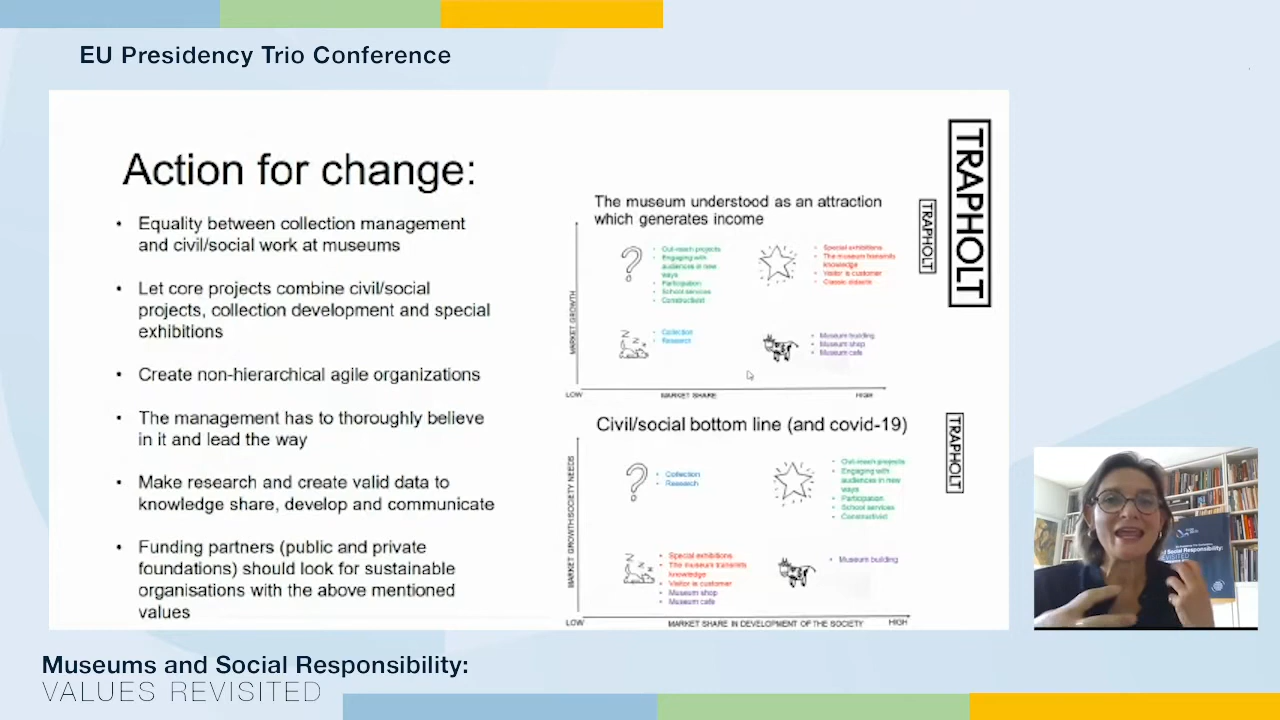 EU Presidency Trio Conference
Action for change:
• Equality between collection management
and civil/social work at museums
• Let core projects combine civil/social
projects, collection development and special
exhibitions
• Create non-hierarchical agile organizations
• The management has to thoroughly believe
in it and lead the way
• Make research and create valid data to
knowledge share, develop and communicate
• Funding partners (public and private
foundations) should look for sustainable
organisations with the above mentioned
values
The museum understood as an attraction
which generates income
MARKET GROWTH
?
• Out-reach projects
• Engaging with
audiences in new
ways
• Participation
• School services
• Constructivist
• Special exhibitions
• The museum transmits
knowledge
• Visitor is customer
• Classic didactic
Z Z Z
• Collection
• Research
• Museum building
• Museum shop
• Museum cafe
LOW
MARKET SHARE
HIGH
TRAPHOLT
TRAPHOLT
Civil/social bottom line (and covid-19)
MARKET GROWTH/SOCIETY NEEDS
?
• Collection
• Research
• Out-reach projects
• Engaging with
audiences in new
ways
• Participation
• School services
• Constructivist
Z Z Z
• Special exhibitions
• The museum transmits
knowledge
• Visitor is customer
• Museum shop
• Museum cafe
• Museum building
LOW
MARKET SHARE IN DEVELOPMENT OF THE SOCIETY
HIGH
TRAPHOLT
Social Responsibility:
Museums and Social Responsibility:
VALUES REVISITED